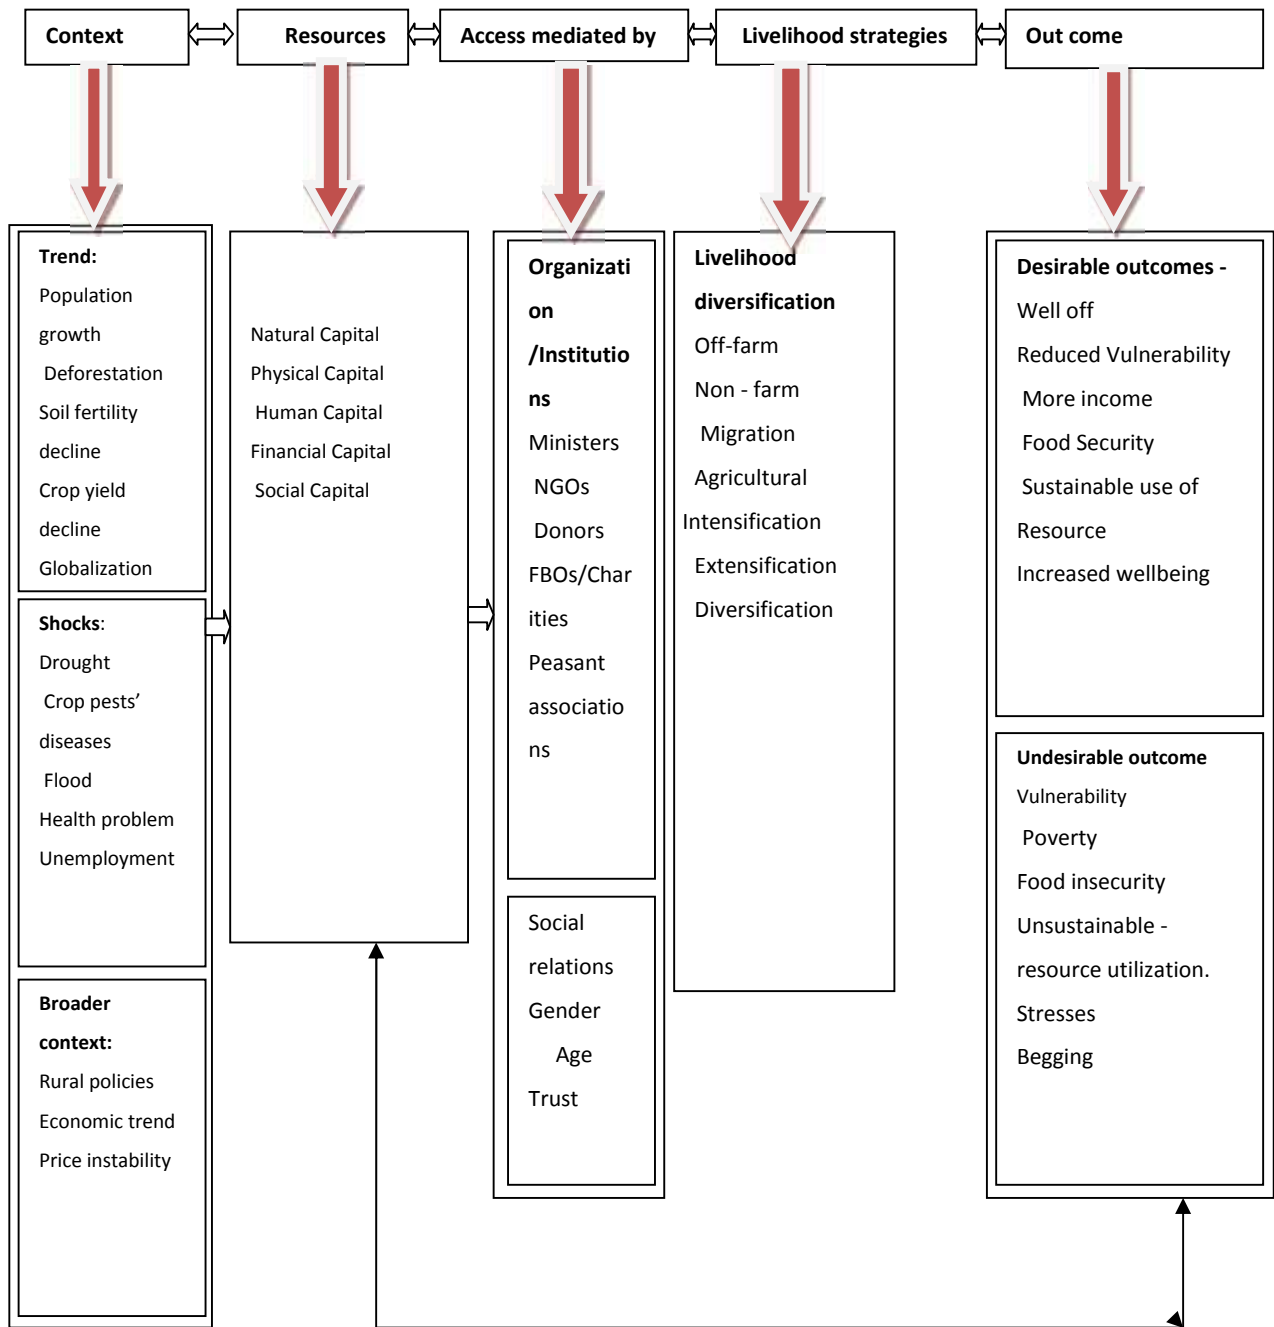 Context
Resources
Access mediated by
Livelihood strategies
Out come
Trend:
Population
growth
Deforestation
Soil fertility
decline
Crop yield
decline
Globalization
Shocks:
Drought
Crop pests’
diseases
Flood
Health problem
Unemployment
Broader
context:
Rural policies
Economic trend
Price instability
Natural Capital
Physical Capital
Human Capital
Financial Capital
Social Capital
Organizati
on
/Institutio
ns
Ministers
NGOs
Donors
FBOs/Char
ities
Peasant
associatio
ns
Social
relations
Gender
Age
Trust
Livelihood
diversification
Off-farm
Non - farm
Migration
Agricultural
Intensification
Extensification
Diversification
Desirable outcomes -
Well off
Reduced Vulnerability
More income
Food Security
Sustainable use of
Resource
Increased wellbeing
Undesirable outcome
Vulnerability
Poverty
Food insecurity
Unsustainable -
resource utilization.
Stresses
Begging